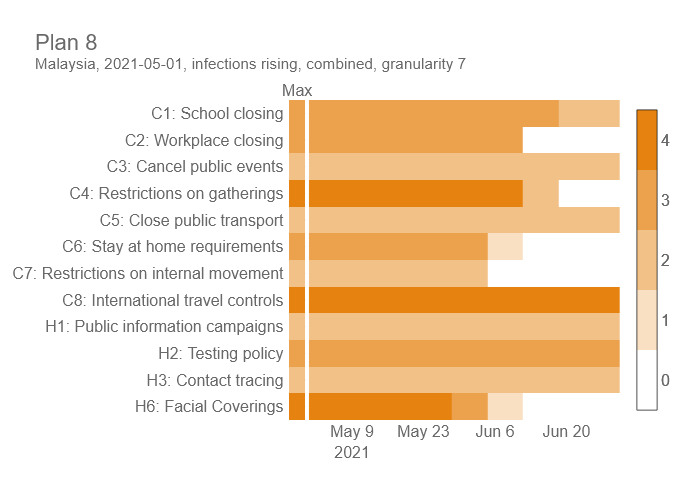 Plan 8
Malaysia, 2021-05-01, infections rising, combined, granularity 7
Max
C1: School closing
C2: Workplace closing
C3: Cancel public events
C4: Restrictions on gatherings
C5: Close public transport
C6: Stay at home requirements
C7: Restrictions on internal movement
C8: International travel controls
H1: Public information campaigns
H2: Testing policy
H3: Contact tracing
H6: Facial Coverings
May 9 May 23 Jun 6 Jun 20
2021
4
3
2
1
0